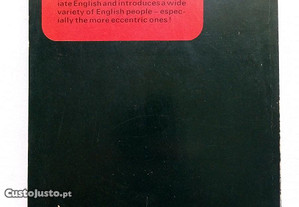 iate English and introduces a wide
variety of English people – espec-
ially the more eccentric ones!
CustoJusto.pt